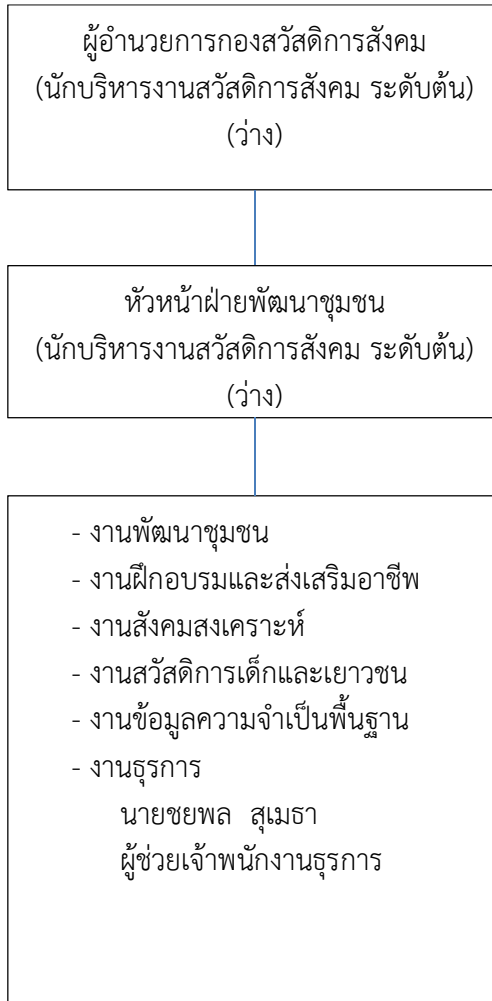 ผู้อำนวยการกองสวัสดิการสังคม
(นักบริหารงานสวัสดิการสังคม ระดับต้น)
(ว่าง)
หัวหน้าฝ่ายพัฒนาชุมชน
(นักบริหารงานสวัสดิการสังคม ระดับต้น)
(ว่าง)
- งานพัฒนาชุมชน
- งานฝึกอบรมและส่งเสริมอาชีพ
- งานสังคมสงเคราะห์
- งานสวัสดิการเด็กและเยาวชน
- งานข้อมูลความจำเป็นพื้นฐาน
- งานธุรการ
นายชยพล สุเมธา
ผู้ช่วยเจ้าพนักงานธุรการ